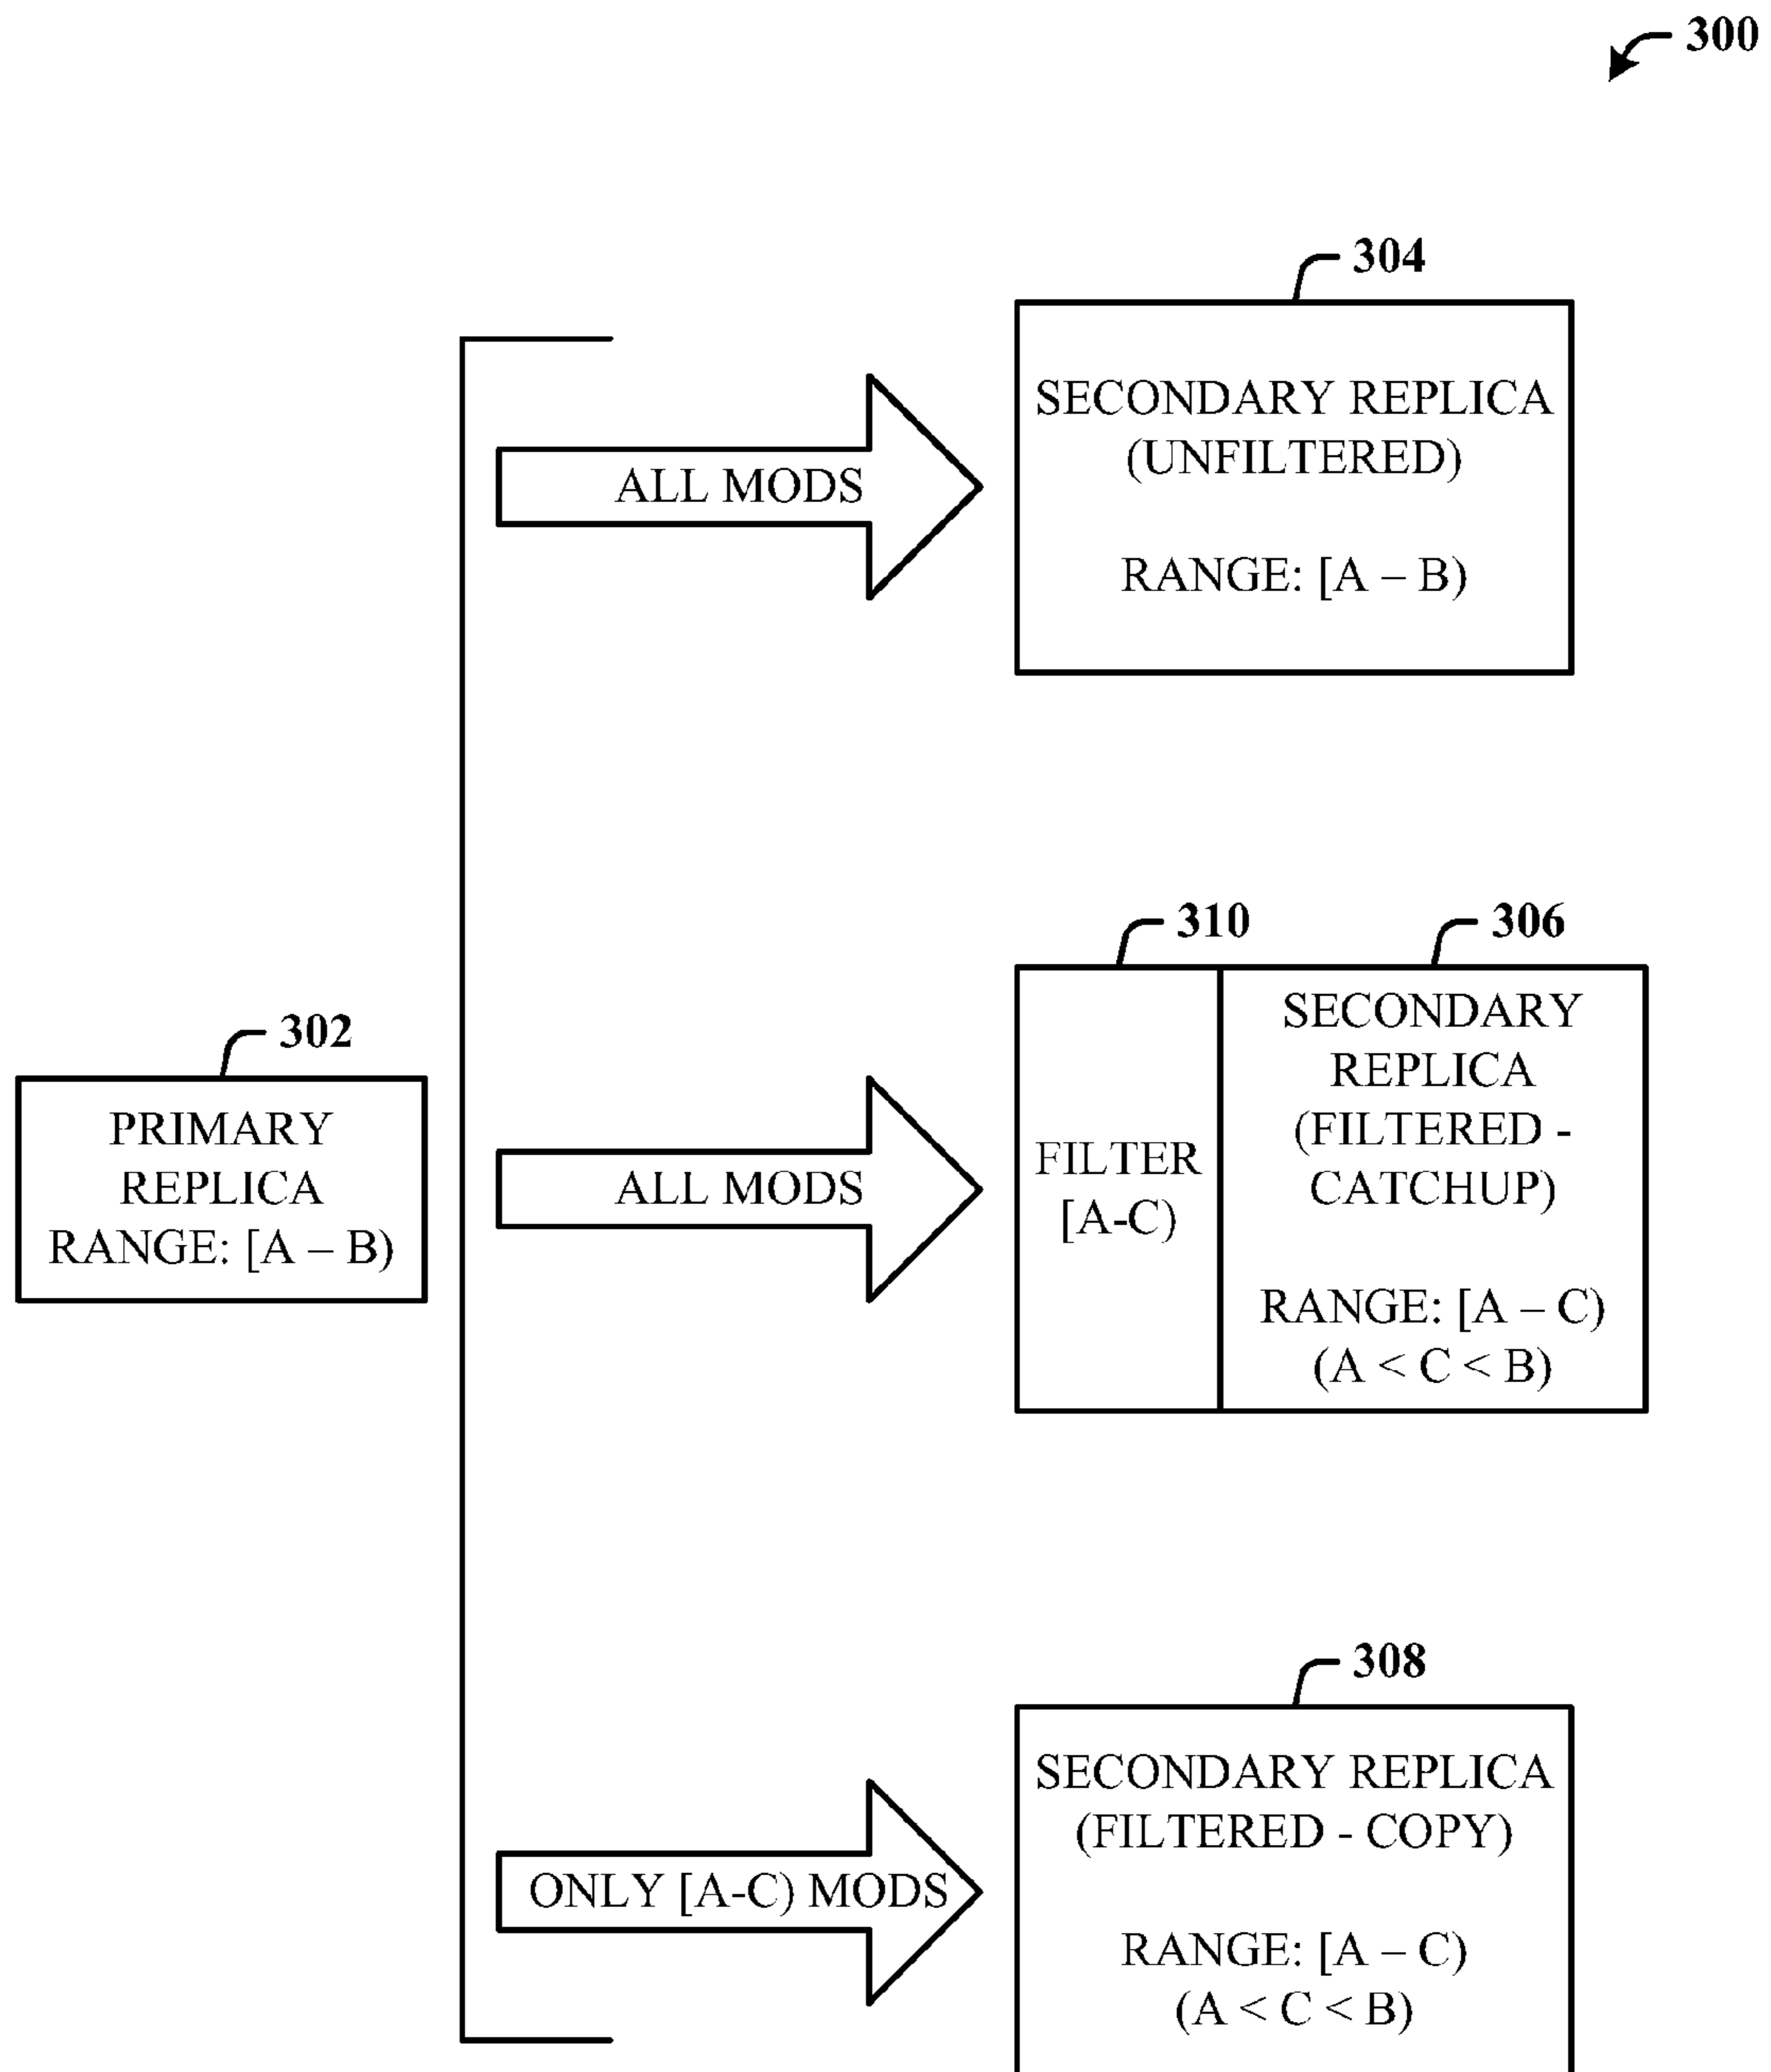 300
304
SECONDARY REPLICA
(UNFILTERED)
RANGE: [A – B)
ALL MODS
310
306
FILTER
[A-C)
SECONDARY
REPLICA
(FILTERED -
CATCHUP)
RANGE: [A – C)
(A < C < B)
302
PRIMARY
REPLICA
RANGE: [A – B)
ALL MODS
308
SECONDARY REPLICA
(FILTERED - COPY)
RANGE: [A – C)
(A < C < B)
ONLY [A-C) MODS